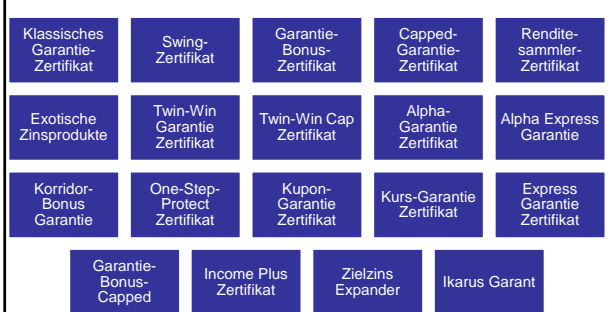 Klassisches
Garantie-
Zertifikat
Swing-
Zertifikat
Garantie-
Bonus-
Zertifikat
Capped-
Garantie-
Zertifikat
Rendite-
sammler-
Zertifikat
Exotische
Zinsprodukte
Twin-Win
Garantie
Zertifikat
Twin-Win Cap
Zertifikat
Alpha-
Garantie
Zertifikat
Alpha Express
Garantie
Korridor-
Bonus
Garantie
One-Step-
Protect
Zertifikat
Kupon-
Garantie
Zertifikat
Kurs-Garantie
Zertifikat
Express
Garantie
Zertifikat
Garantie-
Bonus-
Capped
Income Plus
Zertifikat
Zielzins
Expander
Ikarus Garant